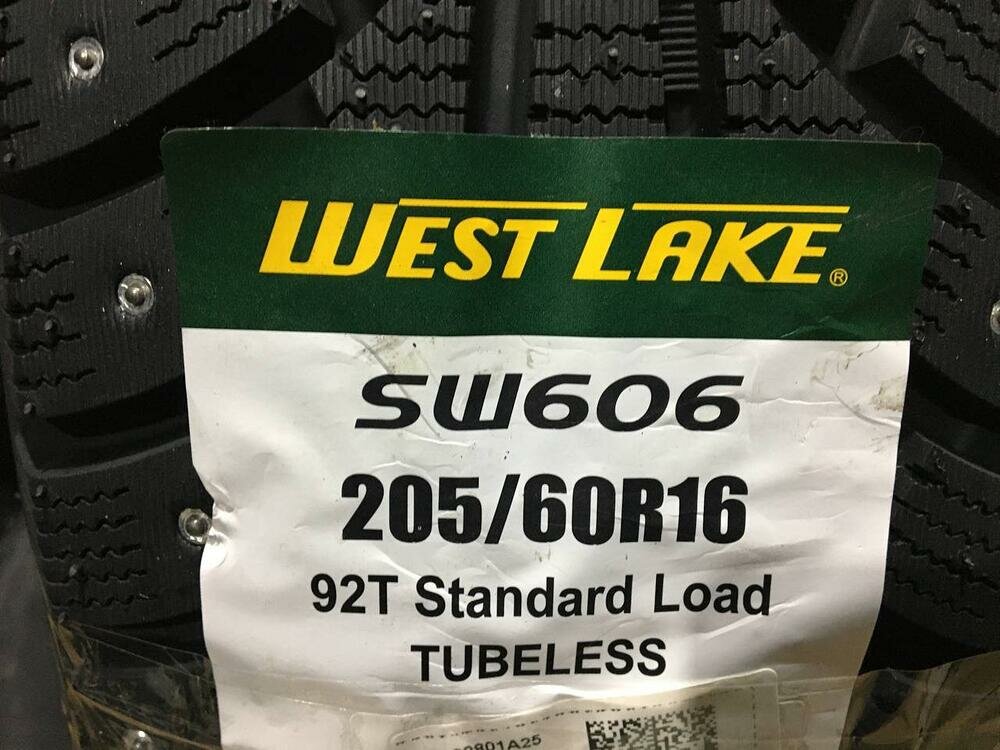 WEST LAKE®
SW606
205/60R16
92T Standard Load
TUBELESS